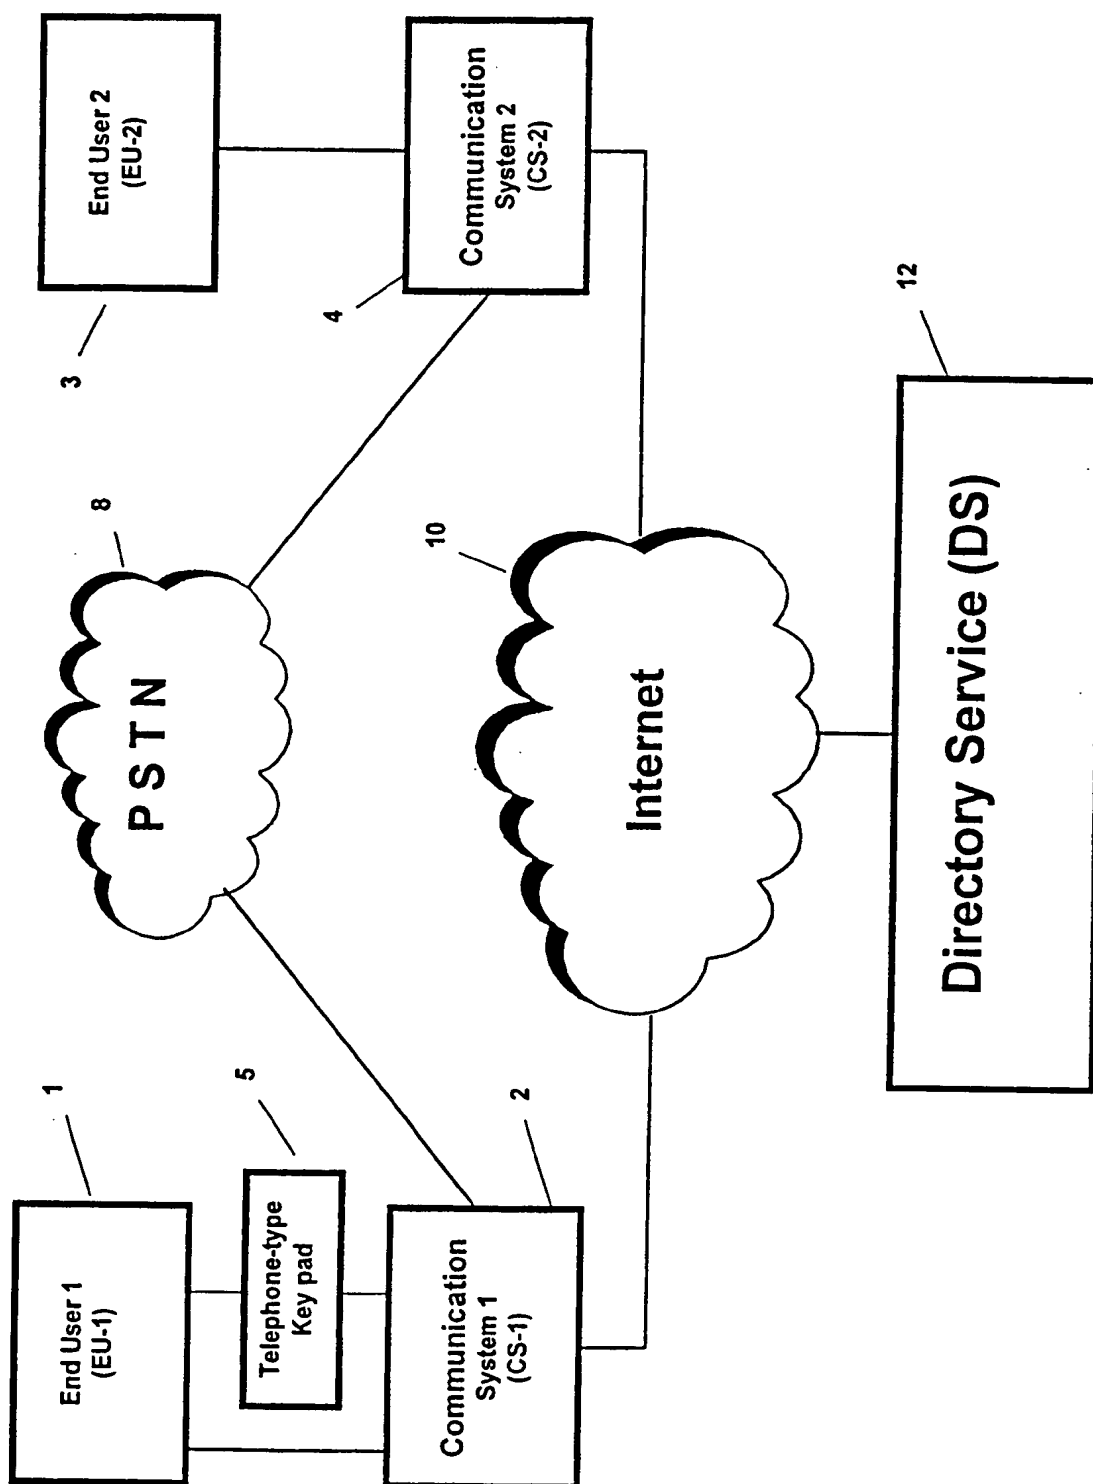 End User 1
(EU-1)
1
Telephone-type
Key pad
5
Communication
System 1
(CS-1)
2
P S T N
8
Internet
10
End User 2
(EU-2)
3
Communication
System 2
(CS-2)
4
Directory Service (DS)
12